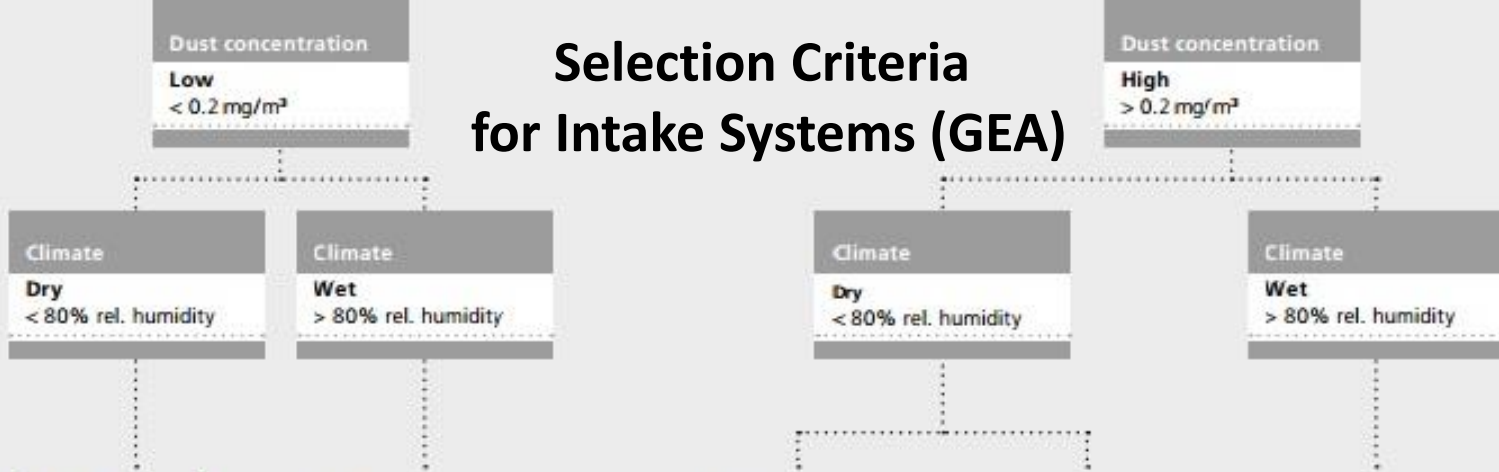 Selection Criteria
for Intake Systems (GEA)
Dust concentration
Low
< 0.2 mg/m³
Dust concentration
High
> 0.2 mg/m³
Climate
Dry
< 80% rel. humidity
Climate
Wet
> 80% rel. humidity
Climate
Dry
< 80% rel. humidity
Climate
Wet
> 80% rel. humidity